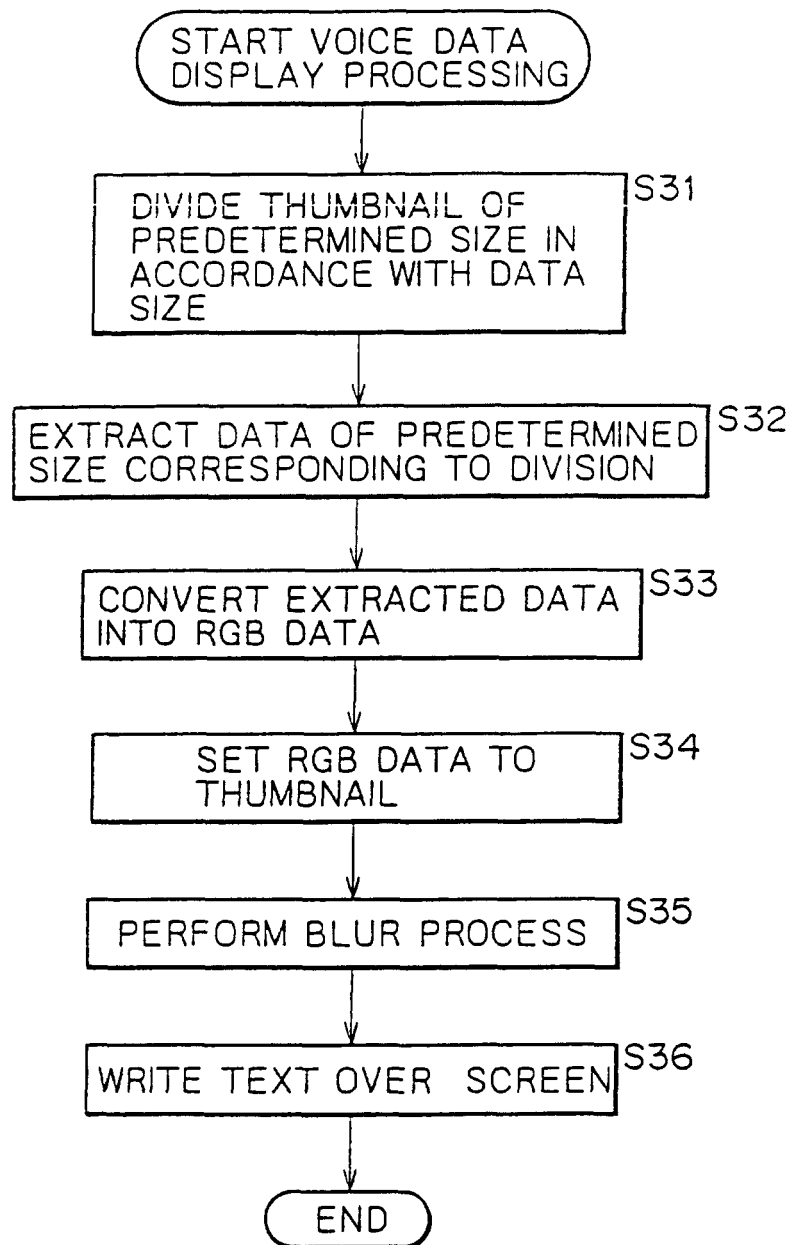 START VOICE DATA
DISPLAY PROCESSING
S31
DIVIDE THUMBNAIL OF
PREDETERMINED SIZE IN
ACCORDANCE WITH DATA
SIZE
S32
EXTRACT DATA OF PREDETERMINED
SIZE CORRESPONDING TO DIVISION
S33
CONVERT EXTRACTED DATA
INTO RGB DATA
S34
SET RGB DATA TO
THUMBNAIL
S35
PERFORM BLUR PROCESS
S36
WRITE TEXT OVER SCREEN
END